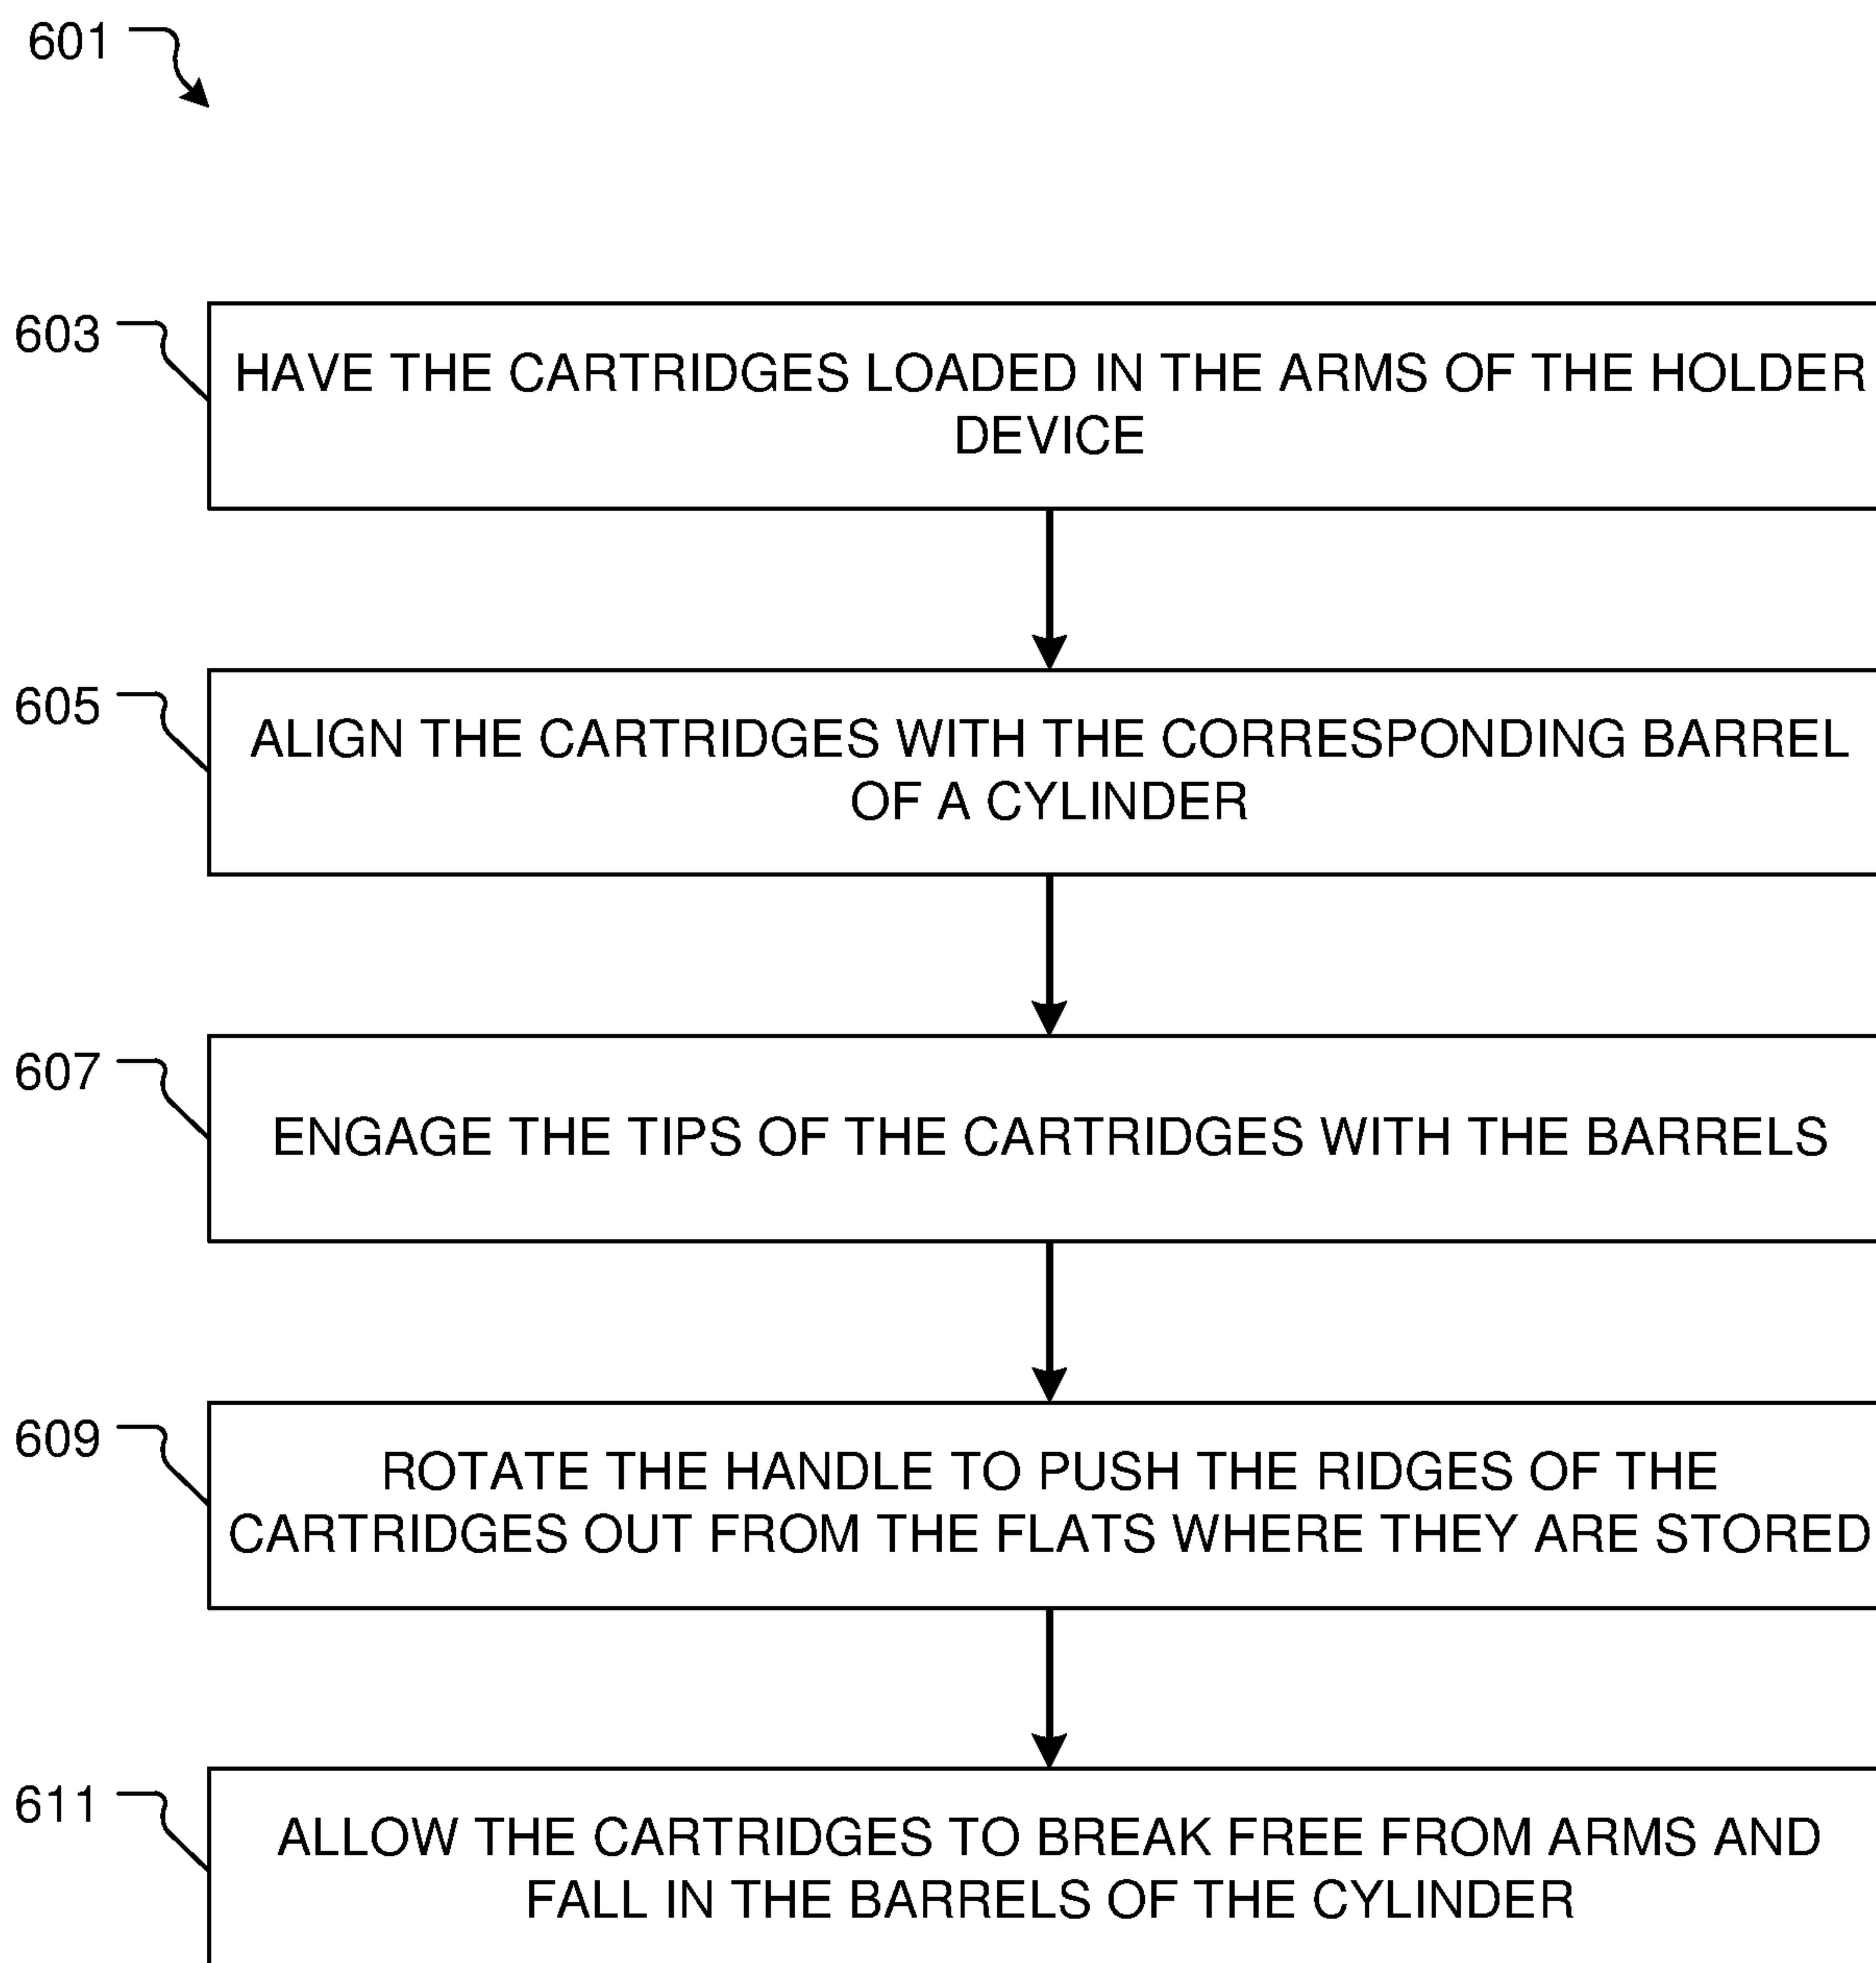 601
603
HAVE THE CARTRIDGES LOADED IN THE ARMS OF THE HOLDER
DEVICE
605
ALIGN THE CARTRIDGES WITH THE CORRESPONDING BARREL
OF A CYLINDER
607
ENGAGE THE TIPS OF THE CARTRIDGES WITH THE BARRELS
609
ROTATE THE HANDLE TO PUSH THE RIDGES OF THE
CARTRIDGES OUT FROM THE FLATS WHERE THEY ARE STORED
611
ALLOW THE CARTRIDGES TO BREAK FREE FROM ARMS AND
FALL IN THE BARRELS OF THE CYLINDER